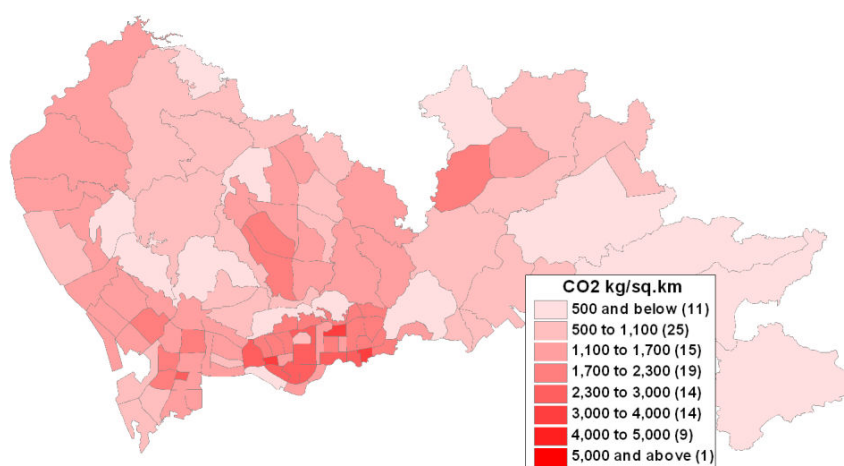 CO2 kg/sq.km
500 and below (11)
500 to 1,100 (25)
1,100 to 1,700 (15)
1,700 to 2,300 (19)
2,300 to 3,000 (14)
3,000 to 4,000 (14)
4,000 to 5,000 (9)
5,000 and above (1)